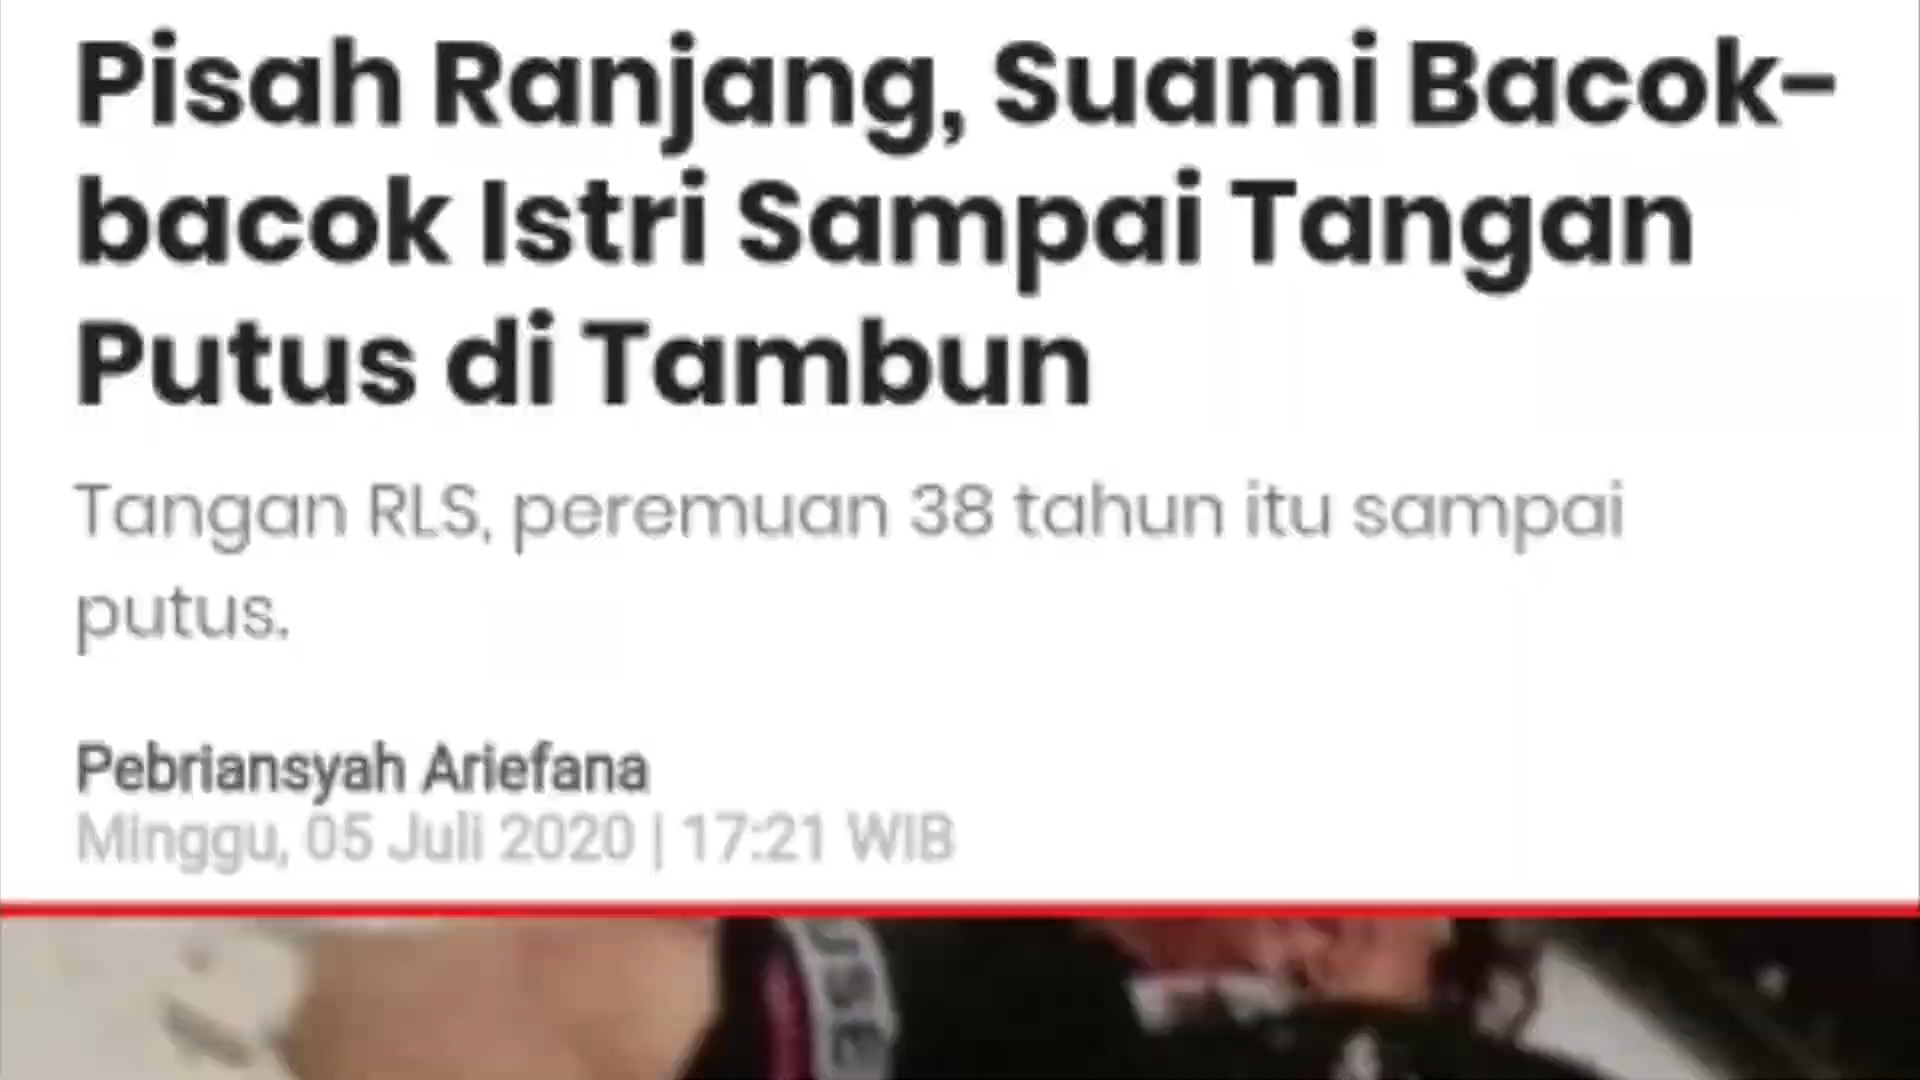 Pisah Ranjang, Suami Bacok-
bacok Istri Sampai Tangan
Putus di Tambun
Tangan RLS, peremuan 38 tahun itu sampai
putus.
Pebriansyah Ariefana
Minggu, 05 Juli 2020 | 17:21 WIB